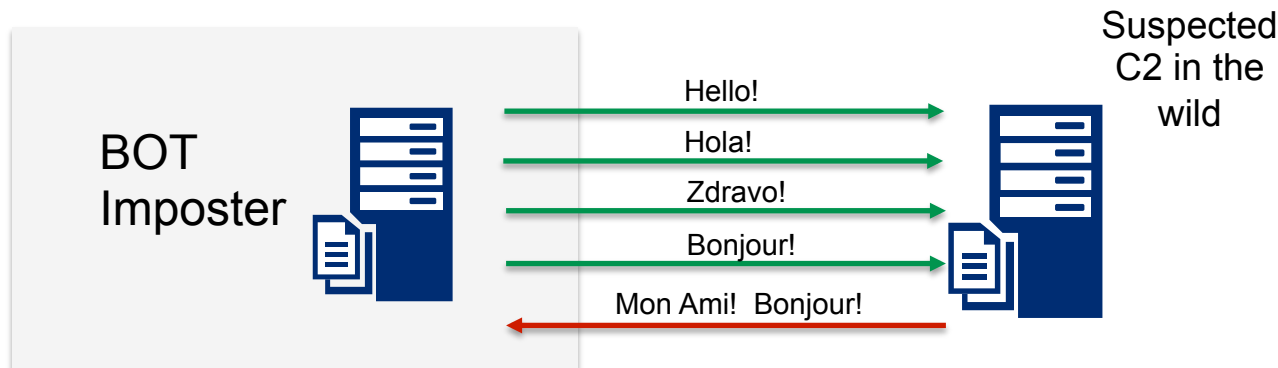 Suspected
C2 in the
wild
BOT
Imposter
Hello!
Hola!
Zdravo!
Bonjour!
Mon Ami!  Bonjour!